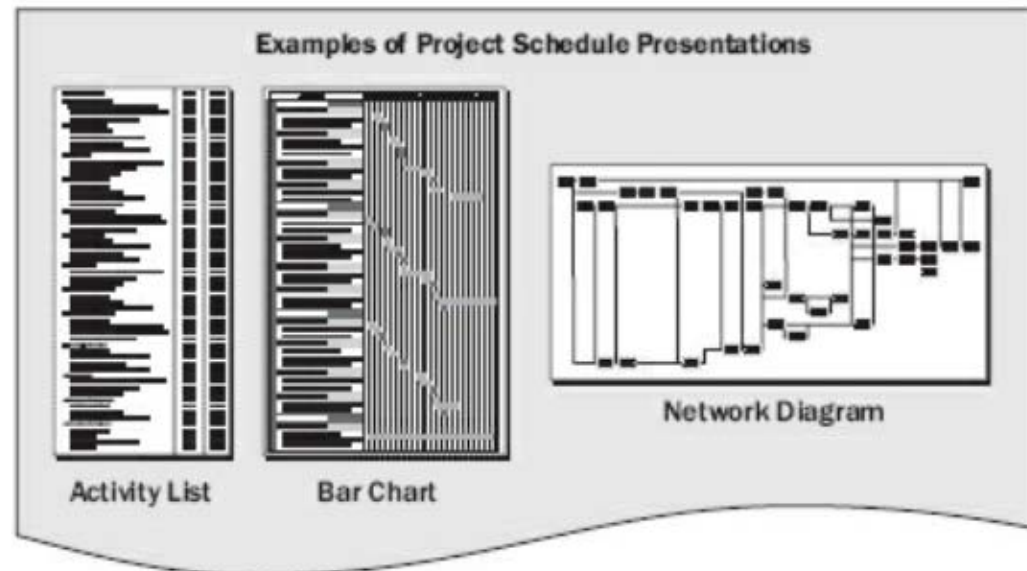 Examples of Project Schedule Presentations
Activity List
Bar Chart
Network Diagram